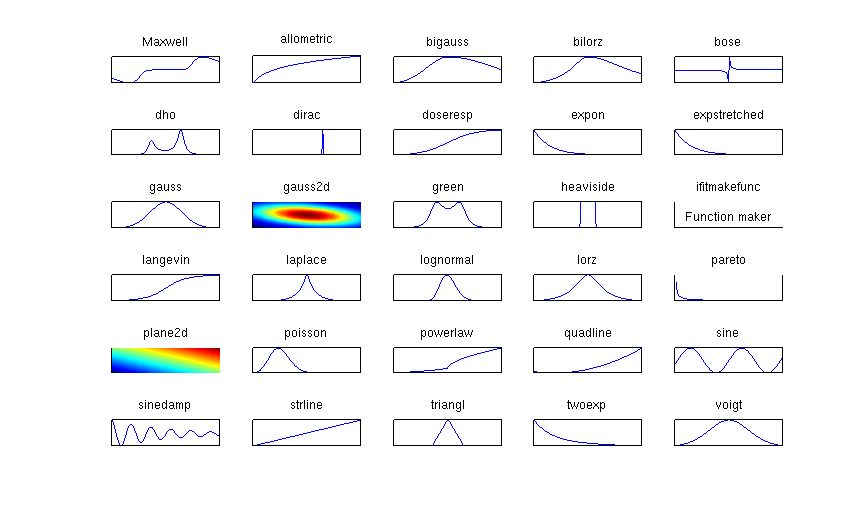 Maxwell allometric bigauss bilorz bose
dho dirac doseresp expon expstretched
gauss gauss2d green heaviside ifitmakefunc
Function maker
langevin laplace lognormal lorz pareto
plane2d poisson powerlaw quadline sine
sinedamp strline triangl twoexp voigt